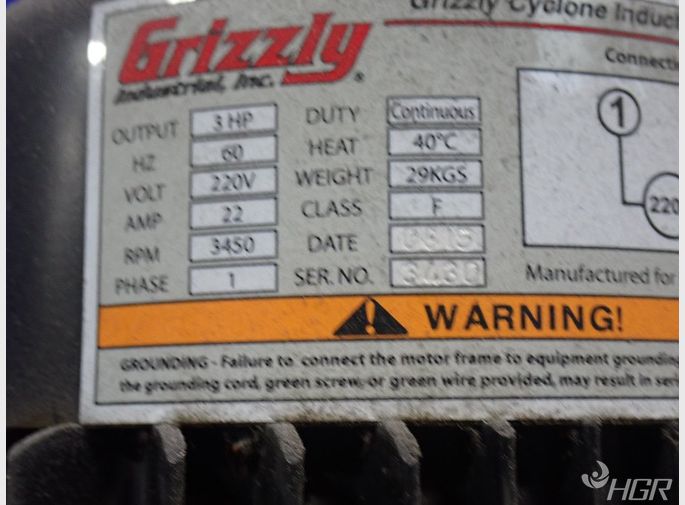 Grizzly Cyclone Induc
Grizzly
Industrial, Inc.®
Connecti
OUTPUT 3 HP DUTY Continuous
HZ 60 HEAT 40°C
VOLT 220V WEIGHT 29KGS
AMP 22 CLASS F
RPM 3450 DATE
PHASE 1 SER. NO. 3430
1
220
Manufactured for
WARNING!
GROUNDING - Failure to connect the motor frame to equipment grounding
the grounding cord, green screw, or green wire provided, may result in seri
HGR